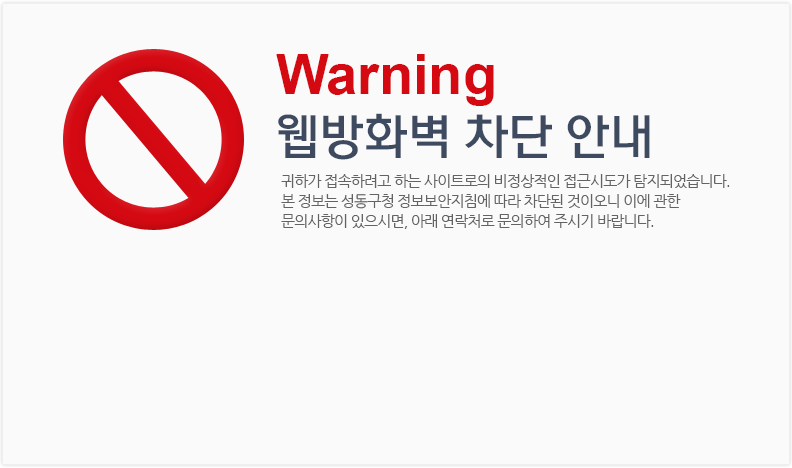 Warning
웹방화벽 차단 안내
귀하가 접속하려고 하는 사이트로의 비정상적인 접근시도가 탐지되었습니다.
본 정보는 성동구청 정보보안지침에 따라 차단된 것이오니 이에 관한
문의사항이 있으시면, 아래 연락처로 문의하여 주시기 바랍니다.